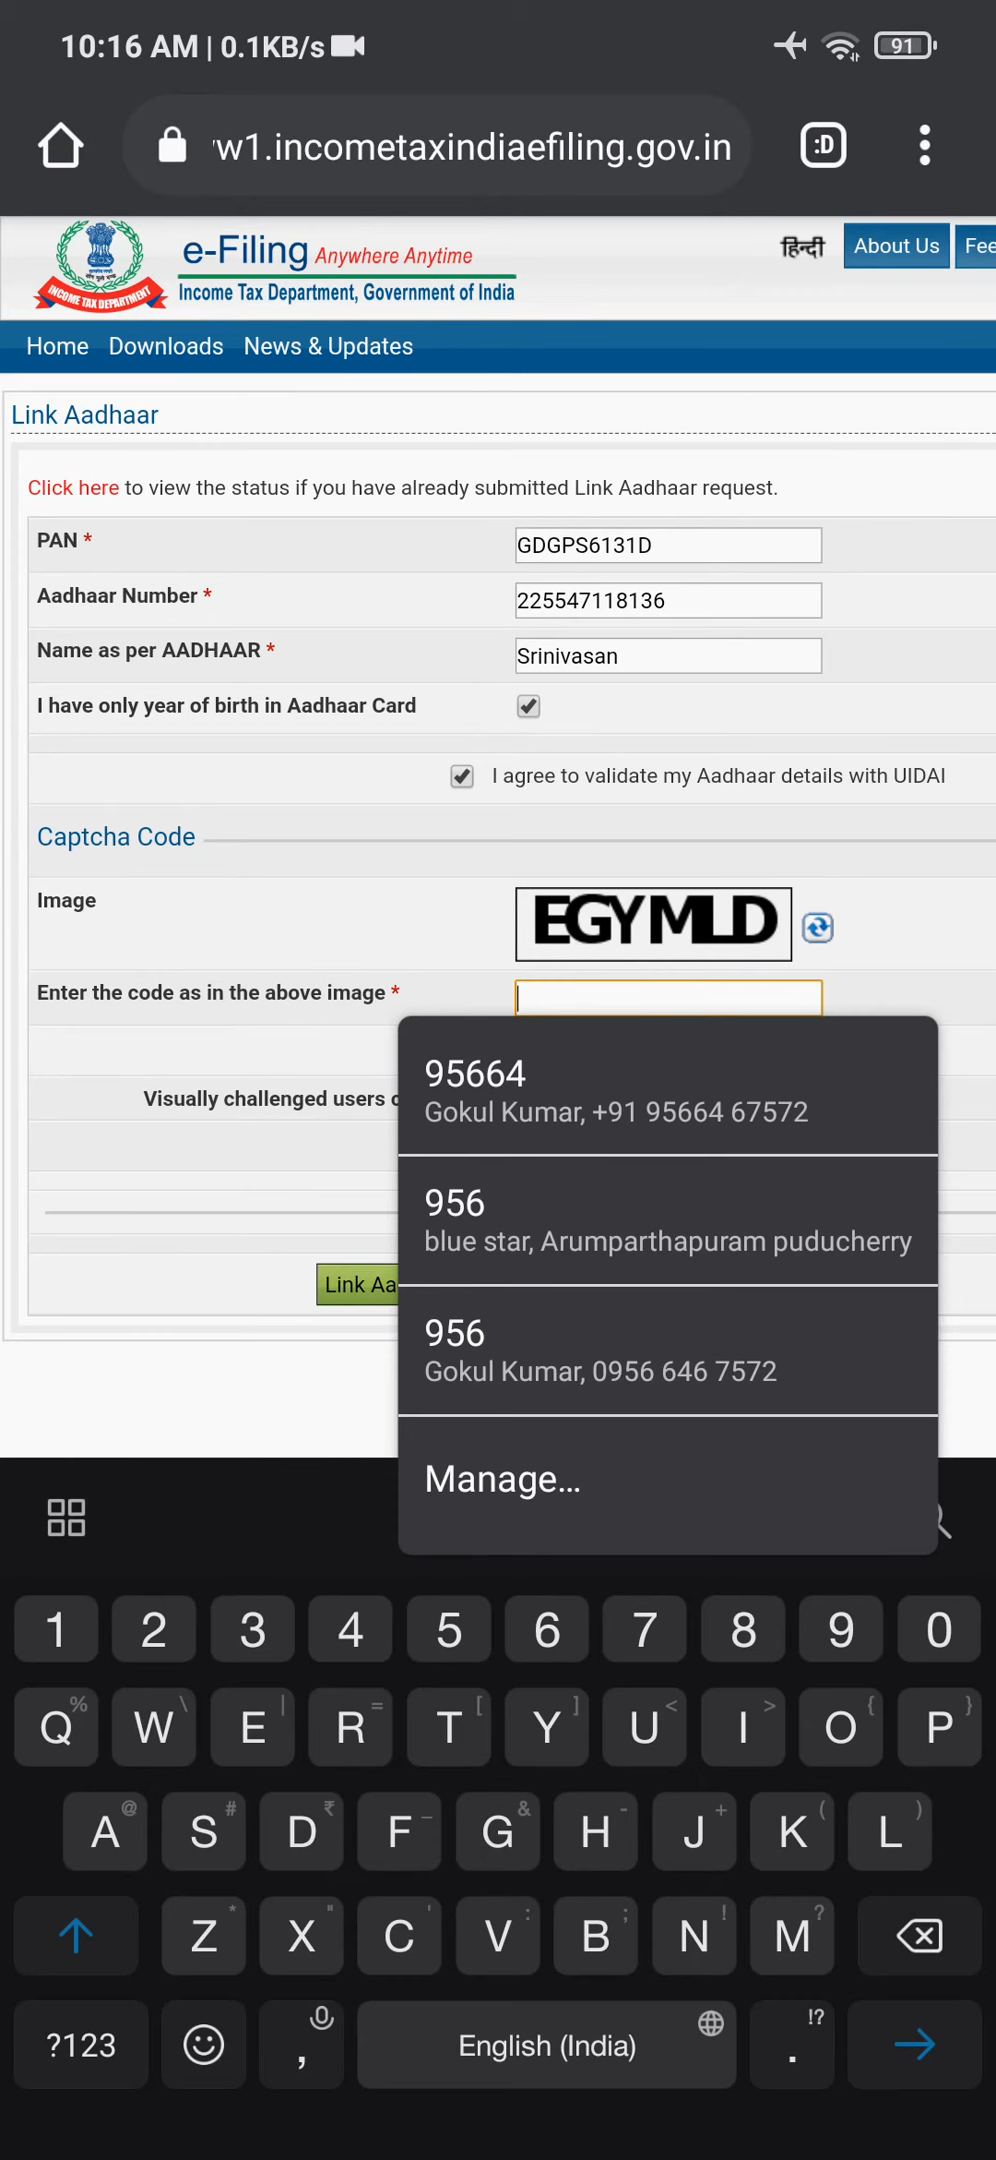 10:16 AM | 0.1KB/s
91
w1.incometaxindiaefiling.gov.in
:D
e-Filing Anywhere Anytime
Income Tax Department, Government of India
INCOME TAX DEPARTMENT
हिन्दी
About Us
Fee
Home Downloads News & Updates
Link Aadhaar
Click here to view the status if you have already submitted Link Aadhaar request.
PAN * GDGPS6131D
Aadhaar Number * 225547118136
Name as per AADHAAR * Srinivasan
I have only year of birth in Aadhaar Card
I agree to validate my Aadhaar details with UIDAI
Captcha Code
Image EGYMLD
Enter the code as in the above image *
95664
Gokul Kumar, +91 95664 67572
Visually challenged users
956
blue star, Arumparthapuram puducherry
Link Aa
956
Gokul Kumar, 0956 646 7572
Manage...
1 2 3 4 5 6 7 8 9 0
Q % W \ E | R = T [ Y ] U < I > O { P }
A @ S # D ₹ F _ G & H - J + K ( L )
Z * X " C ' V : B ; N ! M ?
?123 , English (India) . !?